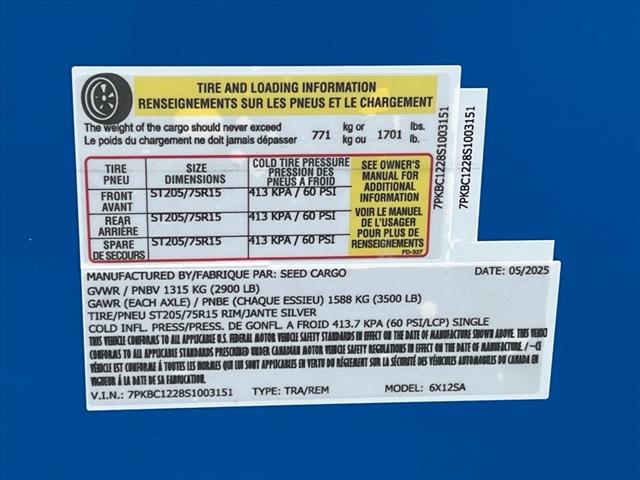 TIRE AND LOADING INFORMATION
RENSEIGNEMENTS SUR LES PNEUS ET LE CHARGEMENT
The weight of the cargo should never exceed 771 kg or 1701 lbs.
Le poids du chargement ne doit jamais dépasser kg ou lb.
TIRE PNEU SIZE DIMENSIONS COLD TIRE PRESSURE PRESSION DES PNEUS A FROID
FRONT AVANT ST205/75R15 413 KPA / 60 PSI
REAR ARRIÈRE ST205/75R15 413 KPA / 60 PSI
SPARE DE SECOURS ST205/75R15 413 KPA / 60 PSI
SEE OWNER'S
MANUAL FOR
ADDITIONAL
INFORMATION
VOIR LE MANUEL
DE L'USAGER
POUR PLUS DE
RENSEIGNEMENTS
FD-337
7PKBC1228S1003151
7PKBC1228S1003151
MANUFACTURED BY/FABRIQUE PAR: SEED CARGO DATE: 05/2025
GVWR / PNBV 1315 KG (2900 LB)
GAWR (EACH AXLE) / PNBE (CHAQUE ESSIEU) 1588 KG (3500 LB)
TIRE/PNEU ST205/75R15 RIM/JANTE SILVER
COLD INFL. PRESS/PRESS. DE GONFL. A FROID 413.7 KPA (60 PSI/LCP) SINGLE
THIS VEHICLE CONFORMS TO ALL APPLICABLE U.S. FEDERAL MOTOR VEHICLE SAFETY STANDARDS IN EFFECT ON THE DATE OF MANUFACTURE SHOWN ABOVE. THIS VEHIC
CONFORMS TO ALL APPLICABLE STANDARDS PRESCRIBED UNDER CANADIAN MOTOR VEHICLE SAFETY REGULATIONS IN EFFECT ON THE DATE OF MANUFACTURE. / -CE
VÉHICLE EST CONFORME Á TOUTES LES NORMES QUI LUI SONT APPLICABLES EN VERTU DU RÉGLEMENT SUR LA SÉCURITÉ DES VÉHICULES AUTOMOBILES DU CANADA EN
VIGUEUR Á LA DATE DE SA FABRICATION.
V.I.N.: 7PKBC1228S1003151 TYPE: TRA/REM MODEL: 6X12SA